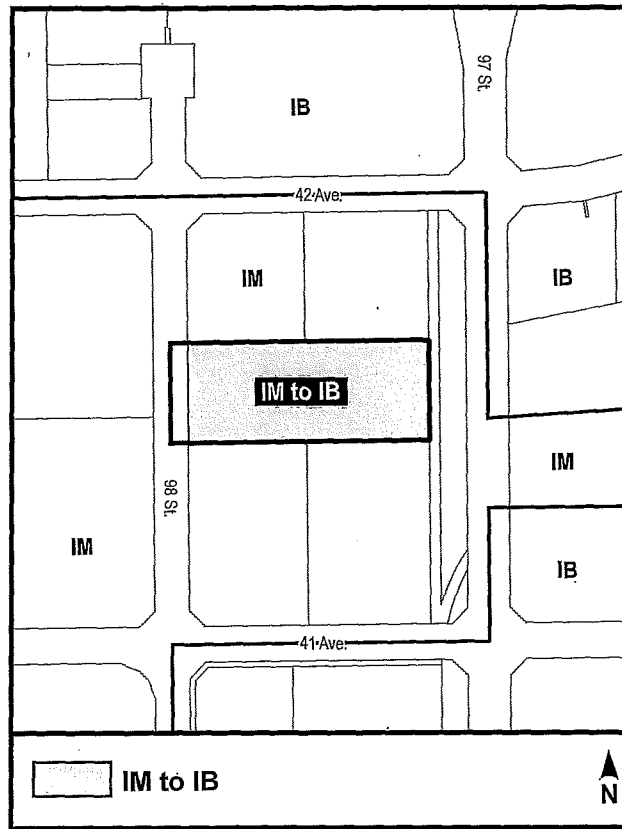 IB
97 St.
42 Ave.
IM
IB
IM to IB
IM
98 St.
IM
IB
41 Ave.
IM to IB
N